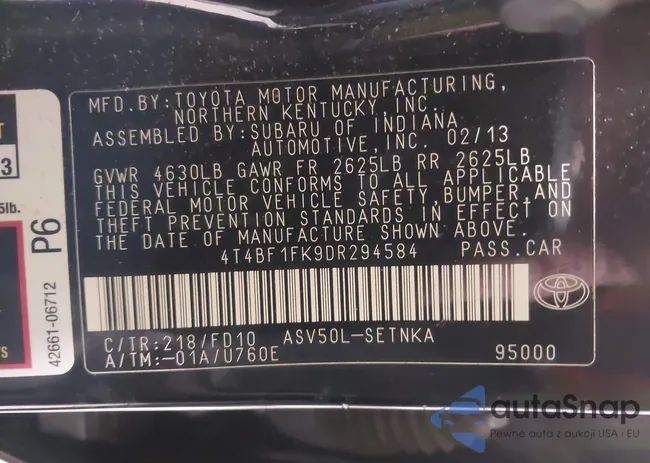 MFD.BY: TOYOTA MOTOR MANUFACTURING,
NORTHERN KENTUCKY, INC.
ASSEMBLED BY: SUBARU OF INDIANA
AUTOMOTIVE, INC. 02/13
GVWR 4630LB GAWR FR 2625LB RR 2625LB
THIS VEHICLE CONFORMS TO ALL APPLICABLE
FEDERAL MOTOR VEHICLE SAFETY, BUMPER, AND
THEFT PREVENTION STANDARDS IN EFFECT ON
THE DATE OF MANUFACTURE SHOWN ABOVE.
4T4BF1FK9DR294584 PASS.CAR
C/TR:218/FD10 ASV50L-SETNKA
A/TM:-01A/U760E 95000
3
5lb.
P6
42661-06712
TS
autoSnap
Pewne auta z aukcji USA i EU